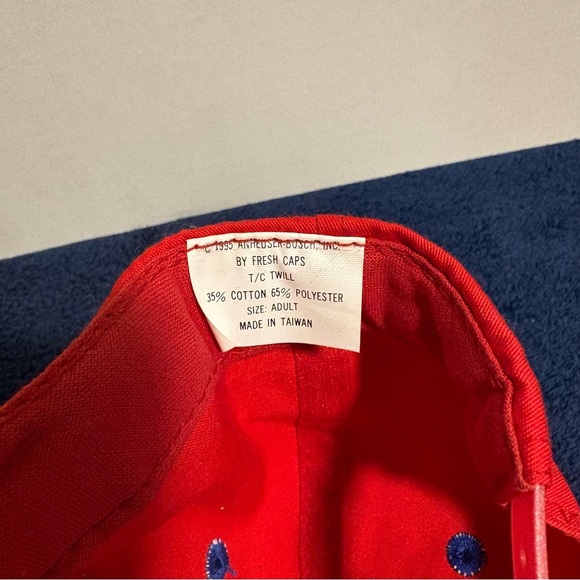 © 1995 ANHEUSER-BUSCH, INC.
BY FRESH CAPS
T/C TWILL
35% COTTON 65% POLYESTER
SIZE: ADULT
MADE IN TAIWAN